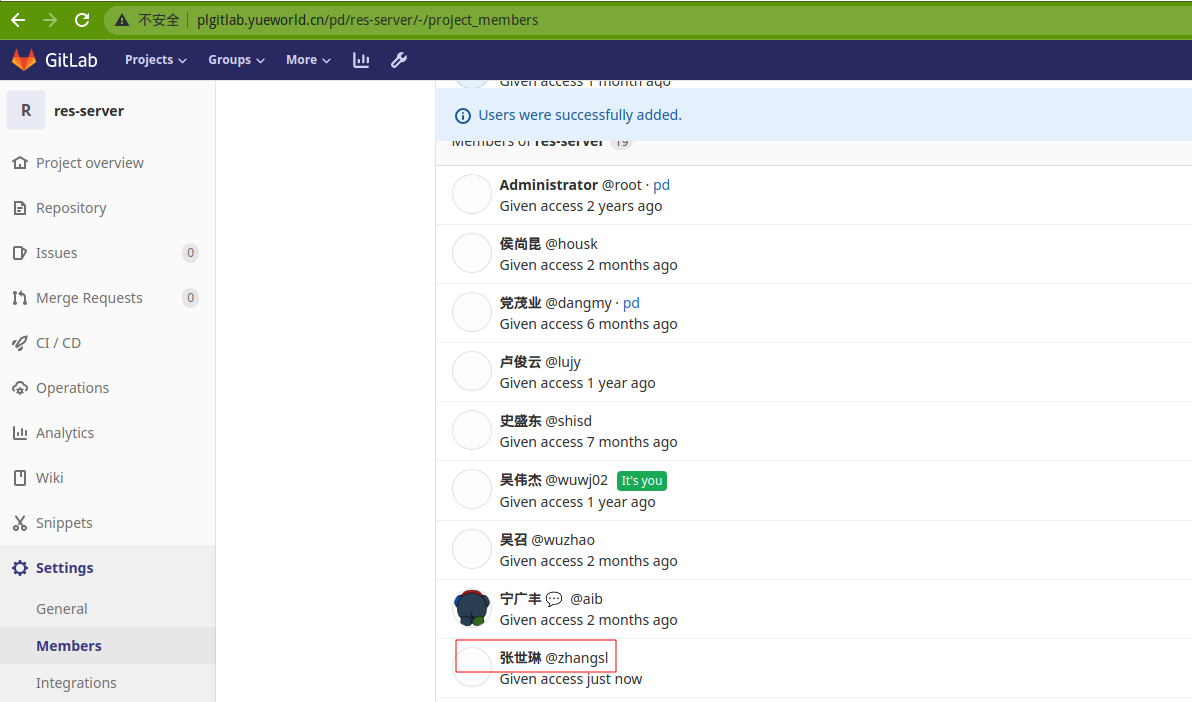 不安全 plgitlab.yueworld.cn/pd/res-server/-/project_members
GitLab Projects Groups More
R res-server
Project overview
Repository
Issues 0
Merge Requests 0
CI / CD
Operations
Analytics
Wiki
Snippets
Settings
General
Members
Integrations
Given access 1 month ago
Users were successfully added.
Members of res-server 19
Administrator @root · pd
Given access 2 years ago
侯尚昆 @housk
Given access 2 months ago
党茂业 @dangmy · pd
Given access 6 months ago
卢俊云 @lujy
Given access 1 year ago
史盛东 @shisd
Given access 7 months ago
吴伟杰 @wuwj02 It's you
Given access 1 year ago
吴召 @wuzhao
Given access 2 months ago
宁广丰 @aib
Given access 2 months ago
张世琳 @zhangsl
Given access just now